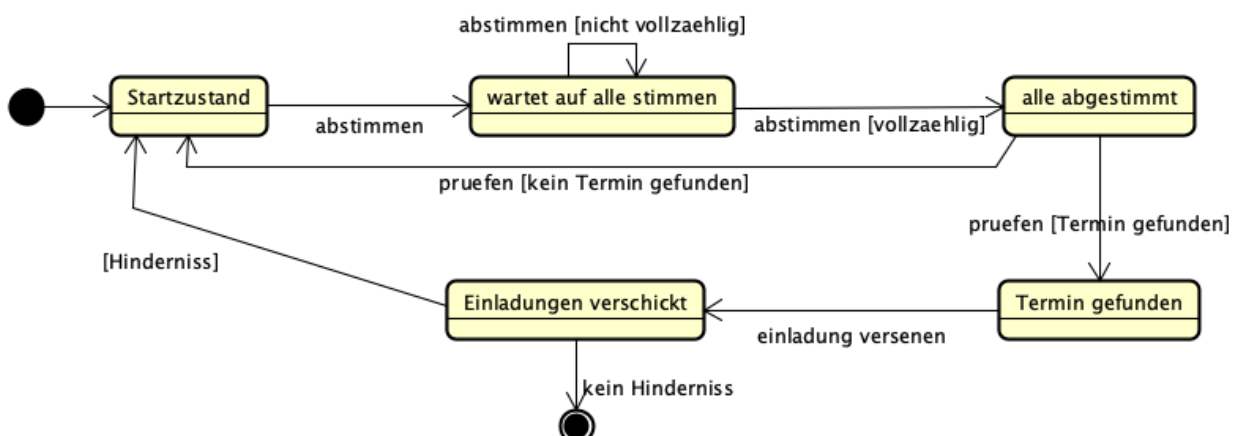 abstimmen [nicht vollzaehlig]
Startzustand
wartet auf alle stimmen
alle abgestimmt
abstimmen
abstimmen [vollzaehlig]
pruefen [kein Termin gefunden]
pruefen [Termin gefunden]
[Hinderniss]
Einladungen verschickt
Termin gefunden
einladung versenen
kein Hinderniss